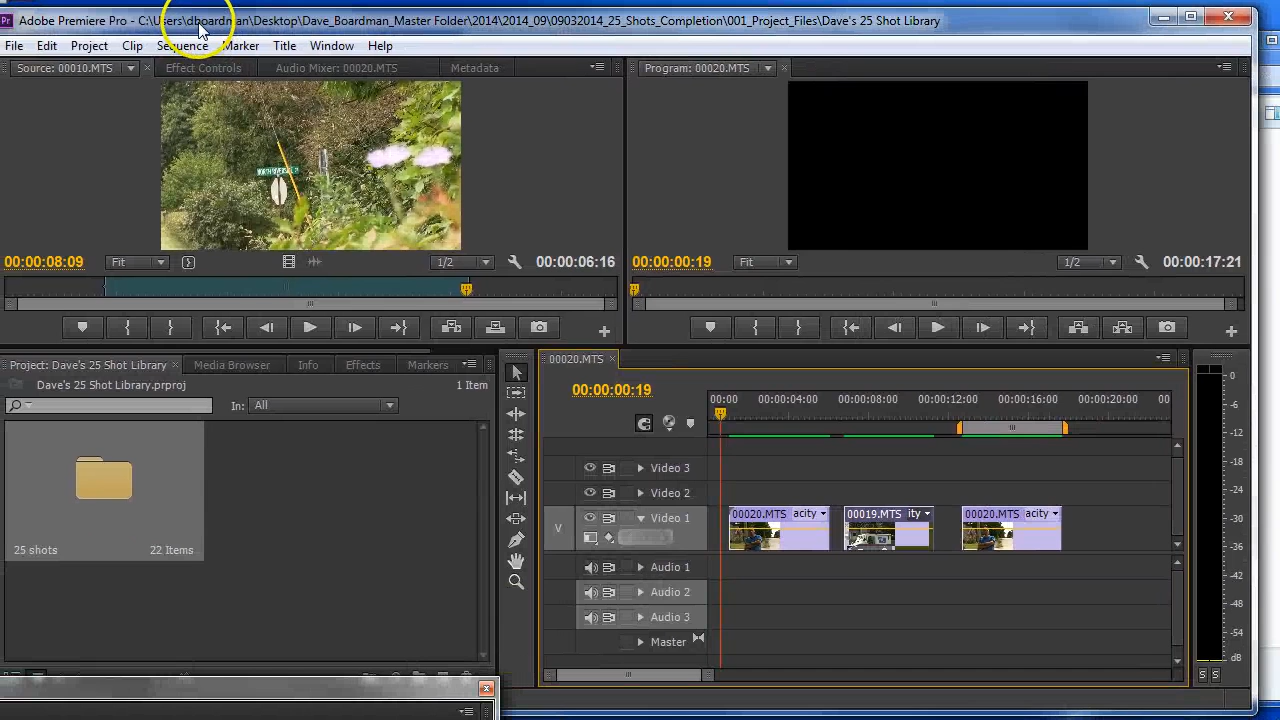 Pr Adobe Premiere Pro - C:\Users\dboardman\Desktop\Dave_Boardman_Master Folder\2014\2014_09\09032014_25_Shots_Completion\001_Project_Files\Dave's 25 Shot Library
File Edit Project Clip Sequence Marker Title Window Help
Source: 00010.MTS Effect Controls Audio Mixer: 00020.MTS Metadata Program: 00020.MTS
00:00:08:09 Fit 1/2 00:00:06:16 00:00:00:19 Fit 1/2 00:00:17:21
Project: Dave's 25 Shot Library Media Browser Info Effects Markers
Dave's 25 Shot Library.prproj 1 Item
In: All
25 shots 22 Items
00020.MTS
00:00:00:19
00:00 00:00:04:00 00:00:08:00 00:00:12:00 00:00:16:00 00:00:20:00 00
Video 3
Video 2
V Video 1
00020.MTS acity 00019.MTS ity 00020.MTS acity
Audio 1
Audio 2
Audio 3
Master
0
-6
-12
-18
-24
-30
-36
-42
-48
-54
dB
S S